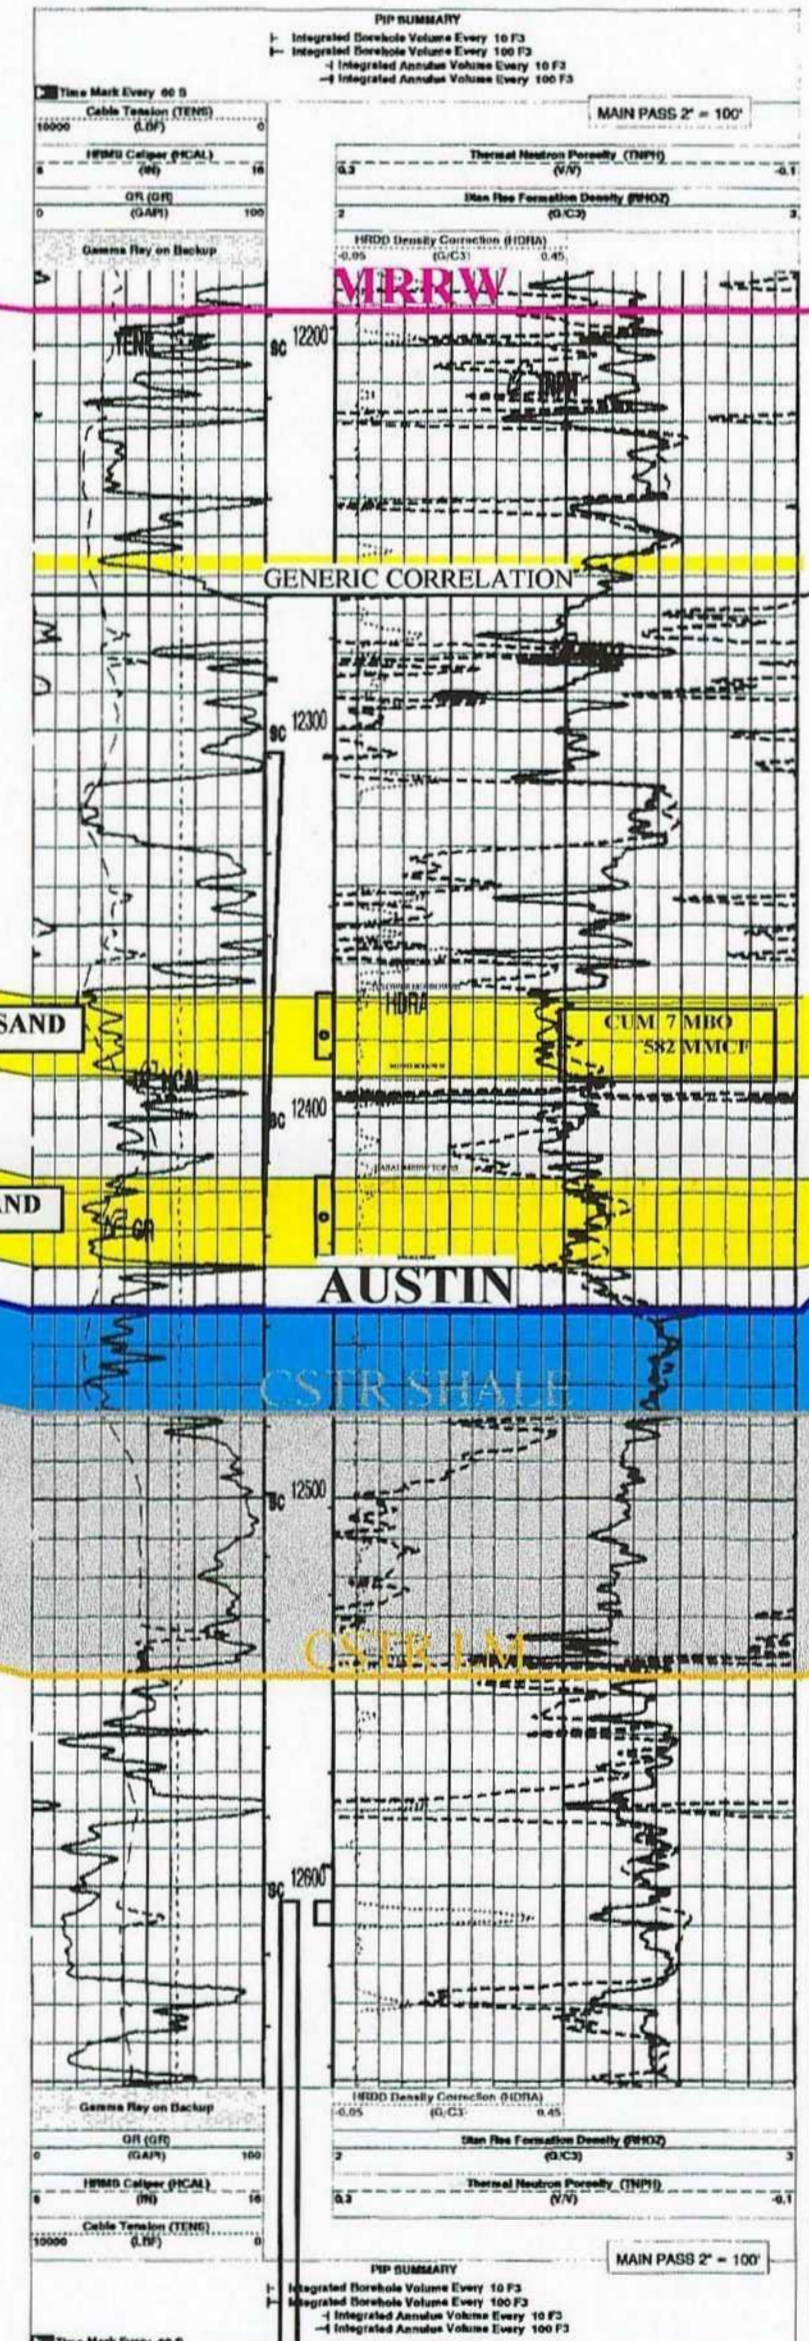 PIP SUMMARY
Integrated Borehole Volume Every 10 F3
Integrated Borehole Volume Every 100 F3
Integrated Annulus Volume Every 10 F3
Integrated Annulus Volume Every 100 F3
Time Mark Every 60 S
Cable Tension (TENS)
10000 (LBF) 0
MAIN PASS 2" = 100'
HRMS Caliper (HCAL)
6 (IN) 16
Thermal Neutron Porosity (TNPH)
0.3 (V/V) -0.1
GR (GR)
0 (GAPI) 100
Stan Res Formation Density (RHOZ)
2 (G/C3) 3
Gamma Ray on Backup
HRDD Density Correction (HDRA)
-0.05 (G/C3) 0.45
MRRW
TENS
SC 12200
GENERIC CORRELATION
SC 12300
HDRA
SAND
CUM 7 MBO
582 MMCF
HCAL
SC 12400
AND
GR
AUSTIN
CSTR SHALE
SC 12500
CSTR LM
SC 12600
Gamma Ray on Backup
HRDD Density Correction (HDRA)
-0.05 (G/C3) 0.45
GR (GR)
0 (GAPI) 100
Stan Res Formation Density (RHOZ)
2 (G/C3) 3
HRMS Caliper (HCAL)
6 (IN) 16
Thermal Neutron Porosity (TNPH)
0.3 (V/V) -0.1
Cable Tension (TENS)
10000 (LBF) 0
MAIN PASS 2" = 100'
PIP SUMMARY
Integrated Borehole Volume Every 10 F3
Integrated Borehole Volume Every 100 F3
Integrated Annulus Volume Every 10 F3
Integrated Annulus Volume Every 100 F3